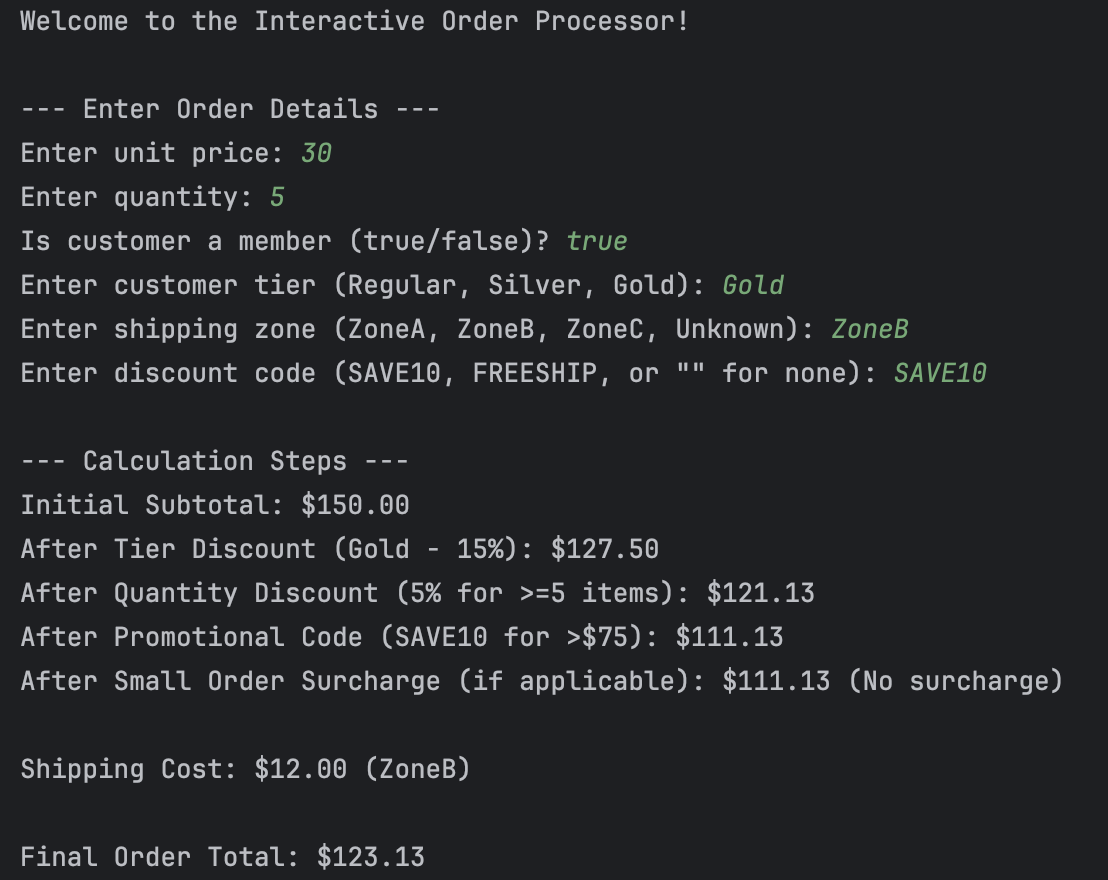 Welcome to the Interactive Order Processor!
--- Enter Order Details ---
Enter unit price: 30
Enter quantity: 5
Is customer a member (true/false)? true
Enter customer tier (Regular, Silver, Gold): Gold
Enter shipping zone (ZoneA, ZoneB, ZoneC, Unknown): ZoneB
Enter discount code (SAVE10, FREESHIP, or "" for none): SAVE10
--- Calculation Steps ---
Initial Subtotal: $150.00
After Tier Discount (Gold - 15%): $127.50
After Quantity Discount (5% for >=5 items): $121.13
After Promotional Code (SAVE10 for >$75): $111.13
After Small Order Surcharge (if applicable): $111.13 (No surcharge)
Shipping Cost: $12.00 (ZoneB)
Final Order Total: $123.13